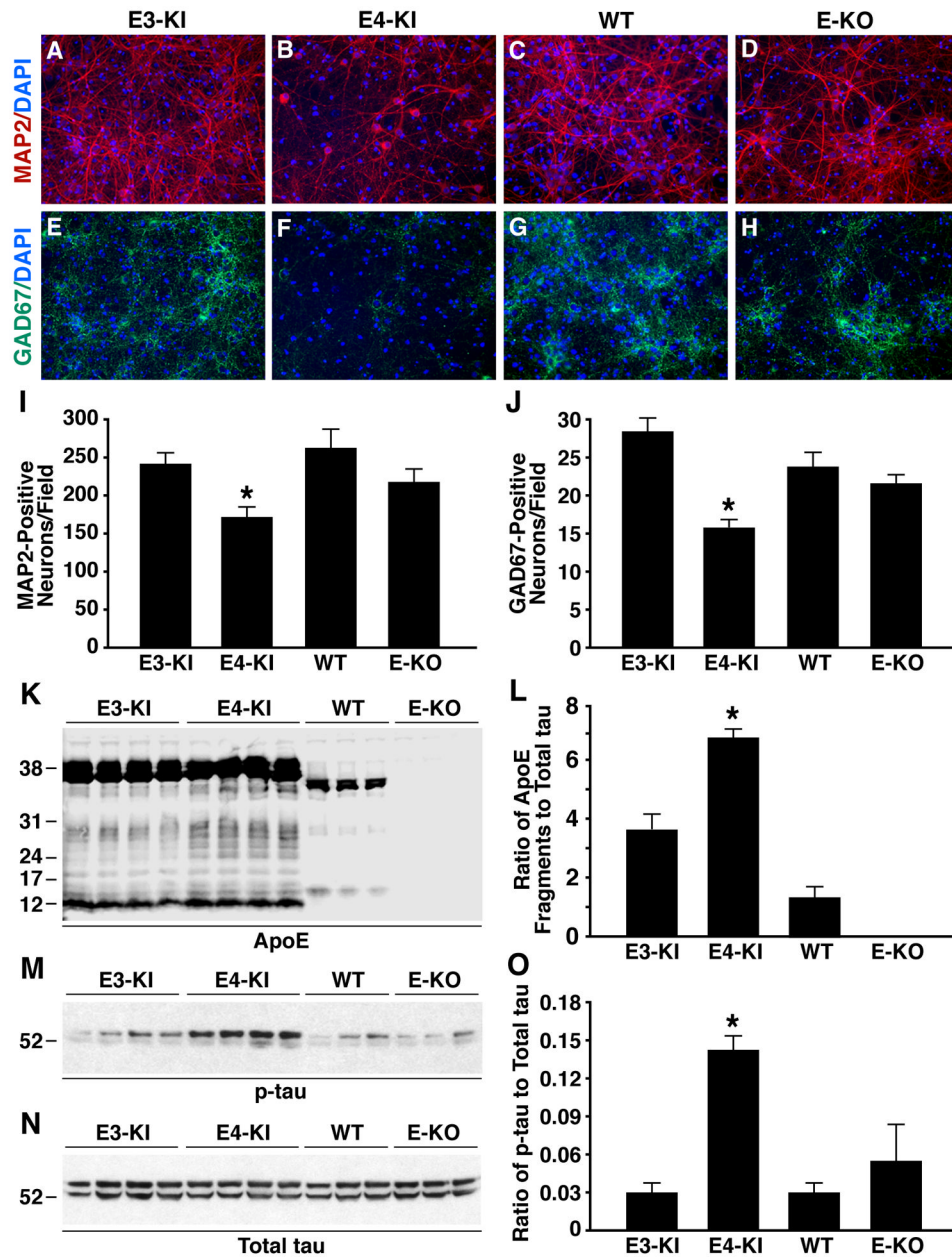 E3-KI E4-KI WT E-KO
MAP2/DAPI
A B C D
GAD67/DAPI
E F G H
I
MAP2-Positive
Neurons/Field
300
250
200
150
100
50
0
*
E3-KI E4-KI WT E-KO
J
GAD67-Positive
Neurons/Field
30
25
20
15
10
5
0
*
E3-KI E4-KI WT E-KO
K
E3-KI E4-KI WT E-KO
38
31
24
17
12
ApoE
L
Ratio of ApoE
Fragments to Total tau
8
6
4
2
0
*
E3-KI E4-KI WT E-KO
M
E3-KI E4-KI WT E-KO
52
p-tau
N
E3-KI E4-KI WT E-KO
52
Total tau
O
Ratio of p-tau to Total tau
0.18
0.15
0.12
0.09
0.06
0.03
0
*
E3-KI E4-KI WT E-KO